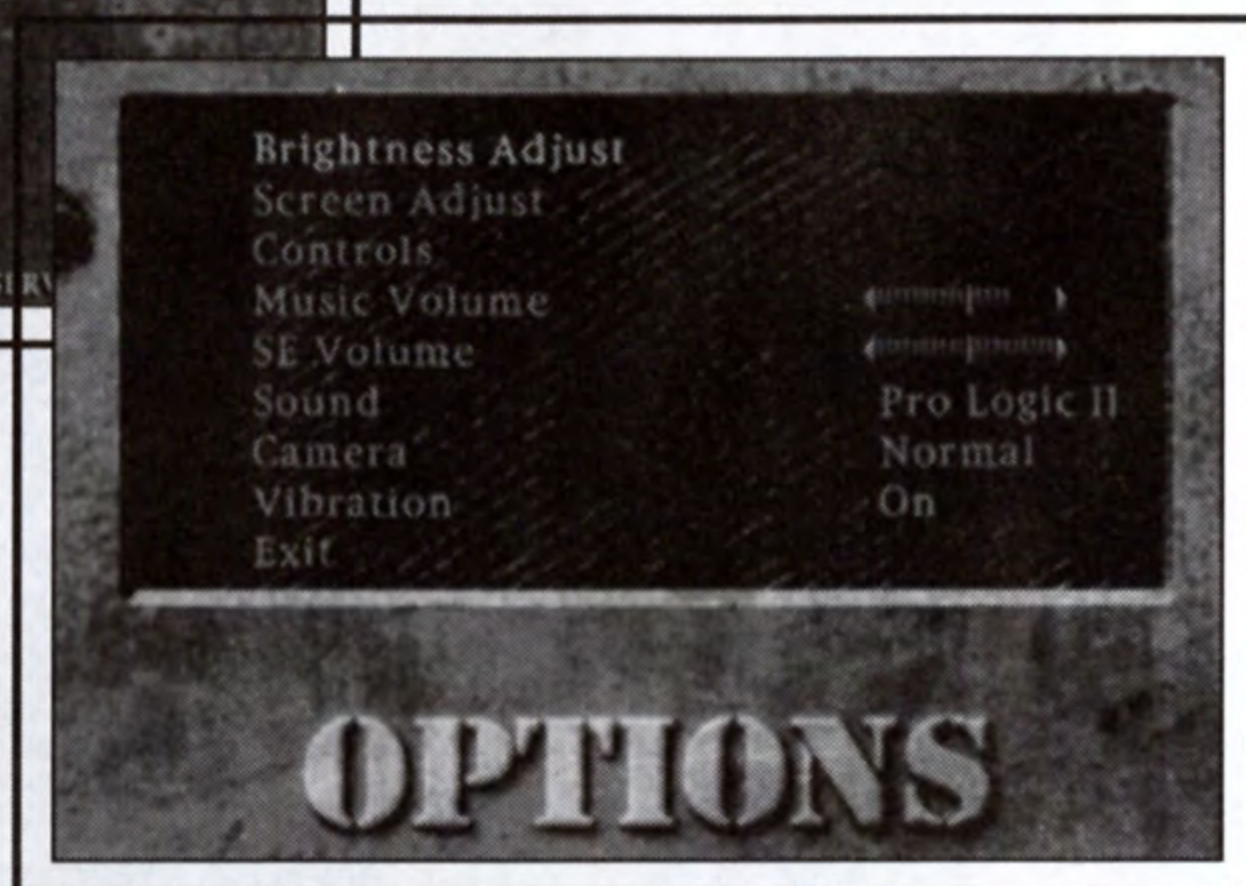 Brightness Adjust
Screen Adjust
Controls
Music Volume
SE Volume
Sound Pro Logic II
Camera Normal
Vibration On
Exit
OPTIONS